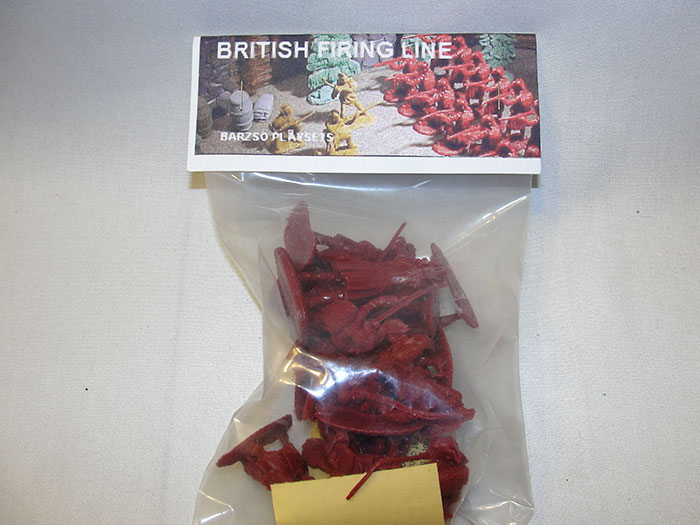 BRITISH FIRING LINE
BARZSO PLAYSETS